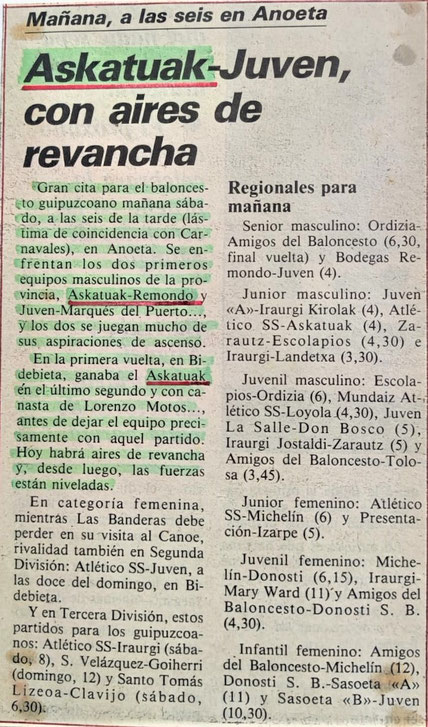 Mañana, a las seis en Anoeta
Askatuak-Juven,
con aires de
revancha
Gran cita para el balonces-
to guipuzcoano mañana sába-
do, a las seis de la tarde (lás-
tima de coincidencia con Car-
navales), en Anoeta. Se en-
frentan los dos primeros
equipos masculinos de la pro-
vincia, Askatuak-Remondo y
Juven-Marqués del Puerto...,
y los dos se juegan mucho de
sus aspiraciones de ascenso.
En la primera vuelta, en Bi-
debieta, ganaba el Askatuak
én el último segundo y con ca-
nasta de Lorenzo Motos...,
antes de dejar el equipo preci-
samente con aquel partido.
Hoy habrá aires de revancha
y, desde luego, las fuerzas
están niveladas.
En categoría femenina,
mientrás Las Banderas debe
perder en su visita al Canoe,
rivalidad también en Segunda
División: Atlético SS-Juven, a
las doce del domingo, en Bi-
debieta.
Y en Tercera División, estos
partidos para los guipuzcoa-
nos: Atlético SS-Iraurgi (sába-
do, 8), S. Velázquez-Goiherri
(domingo, 12) y Santo Tomás
Lizeoa-Clavijo (sábado,
6,30).
Regionales para
mañana
Senior masculino: Ordizia-
Amigos del Baloncesto (6,30,
final vuelta) y Bodegas Re-
mondo-Juven (4).
Junior masculino: Juven
«A»-Iraurgi Kirolak (4), Atlé-
tico SS-Askatuak (4), Za-
rautz-Escolapios (4,30) e
Iraurgi-Landetxa (3,30).
Juvenil masculino: Escola-
pios-Ordizia (6), Mundaiz At-
lético SS-Loyola (4,30), Juven
La Salle-Don Bosco (5),
Iraurgi Jostaldi-Zarautz (5) y
Amigos del Baloncesto-Tolo-
sa (3,45).
Junior femenino: Atlético
SS-Michelín (6) y Presenta-
ción-Izarpe (5).
Juvenil femenino: Miche-
lín-Donosti (6,15), Iraurgi-
Mary Ward (11) y Amigos del
Baloncesto-Donosti S. B.
(4,30).
Infantil femenino: Amigos
del Baloncesto-Michelín (12),
Donosti S. B.-Sasoeta «A»
(11) y Sasoeta «B»-Juven
(10,30).